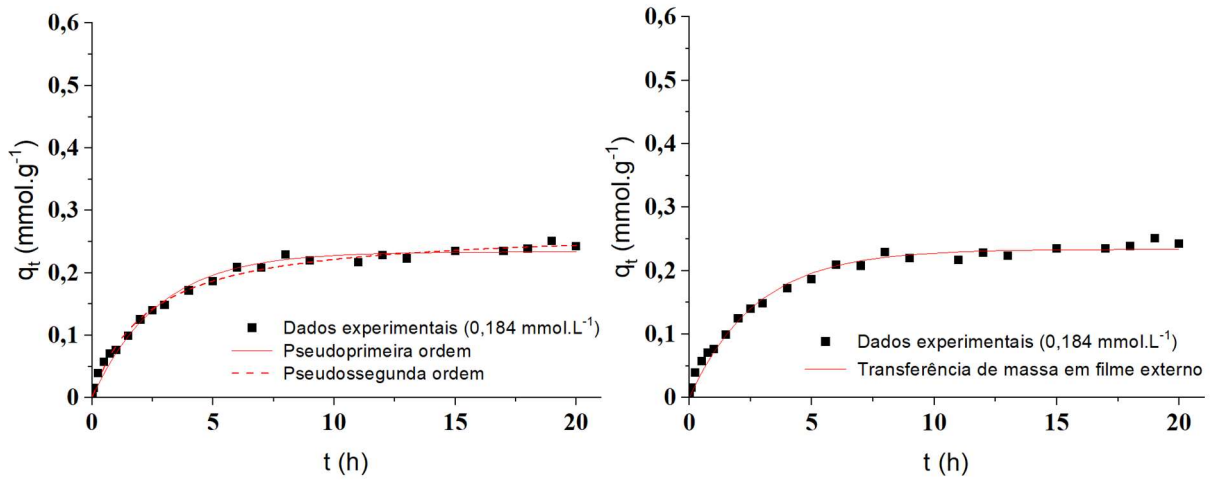 0,6
0,5
0,4
0,3
0,2
0,1
0
q_t (mmol.g⁻¹)
Dados experimentais (0,184 mmol.L⁻¹)
Pseudoprimeira ordem
Pseudossegunda ordem
0 5 10 15 20
t (h)
0,6
0,5
0,4
0,3
0,2
0,1
0
q_t (mmol.g⁻¹)
Dados experimentais (0,184 mmol.L⁻¹)
Transferência de massa em filme externo
0 5 10 15 20
t (h)